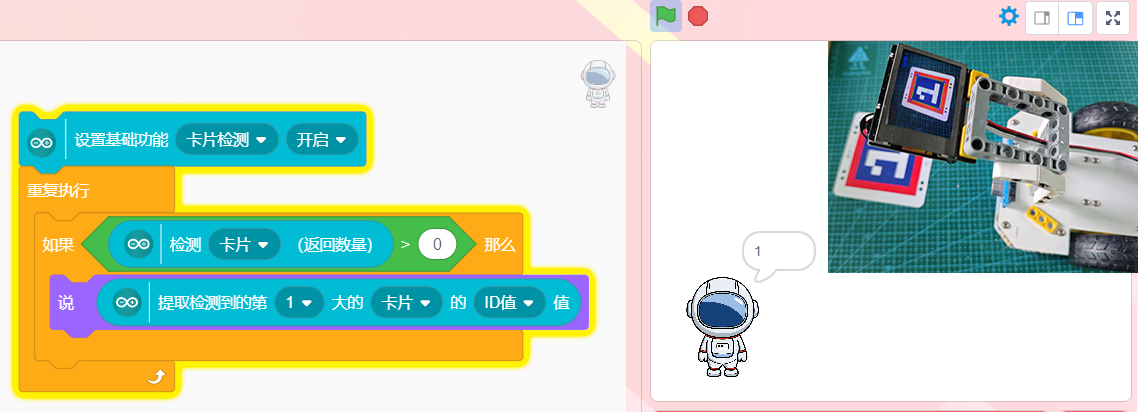 设置基础功能 卡片检测 开启
重复执行
如果 检测 卡片 (返回数量) > 0 那么
说 提取检测到的第 1 大的 卡片 的 ID值 值
1
1
1